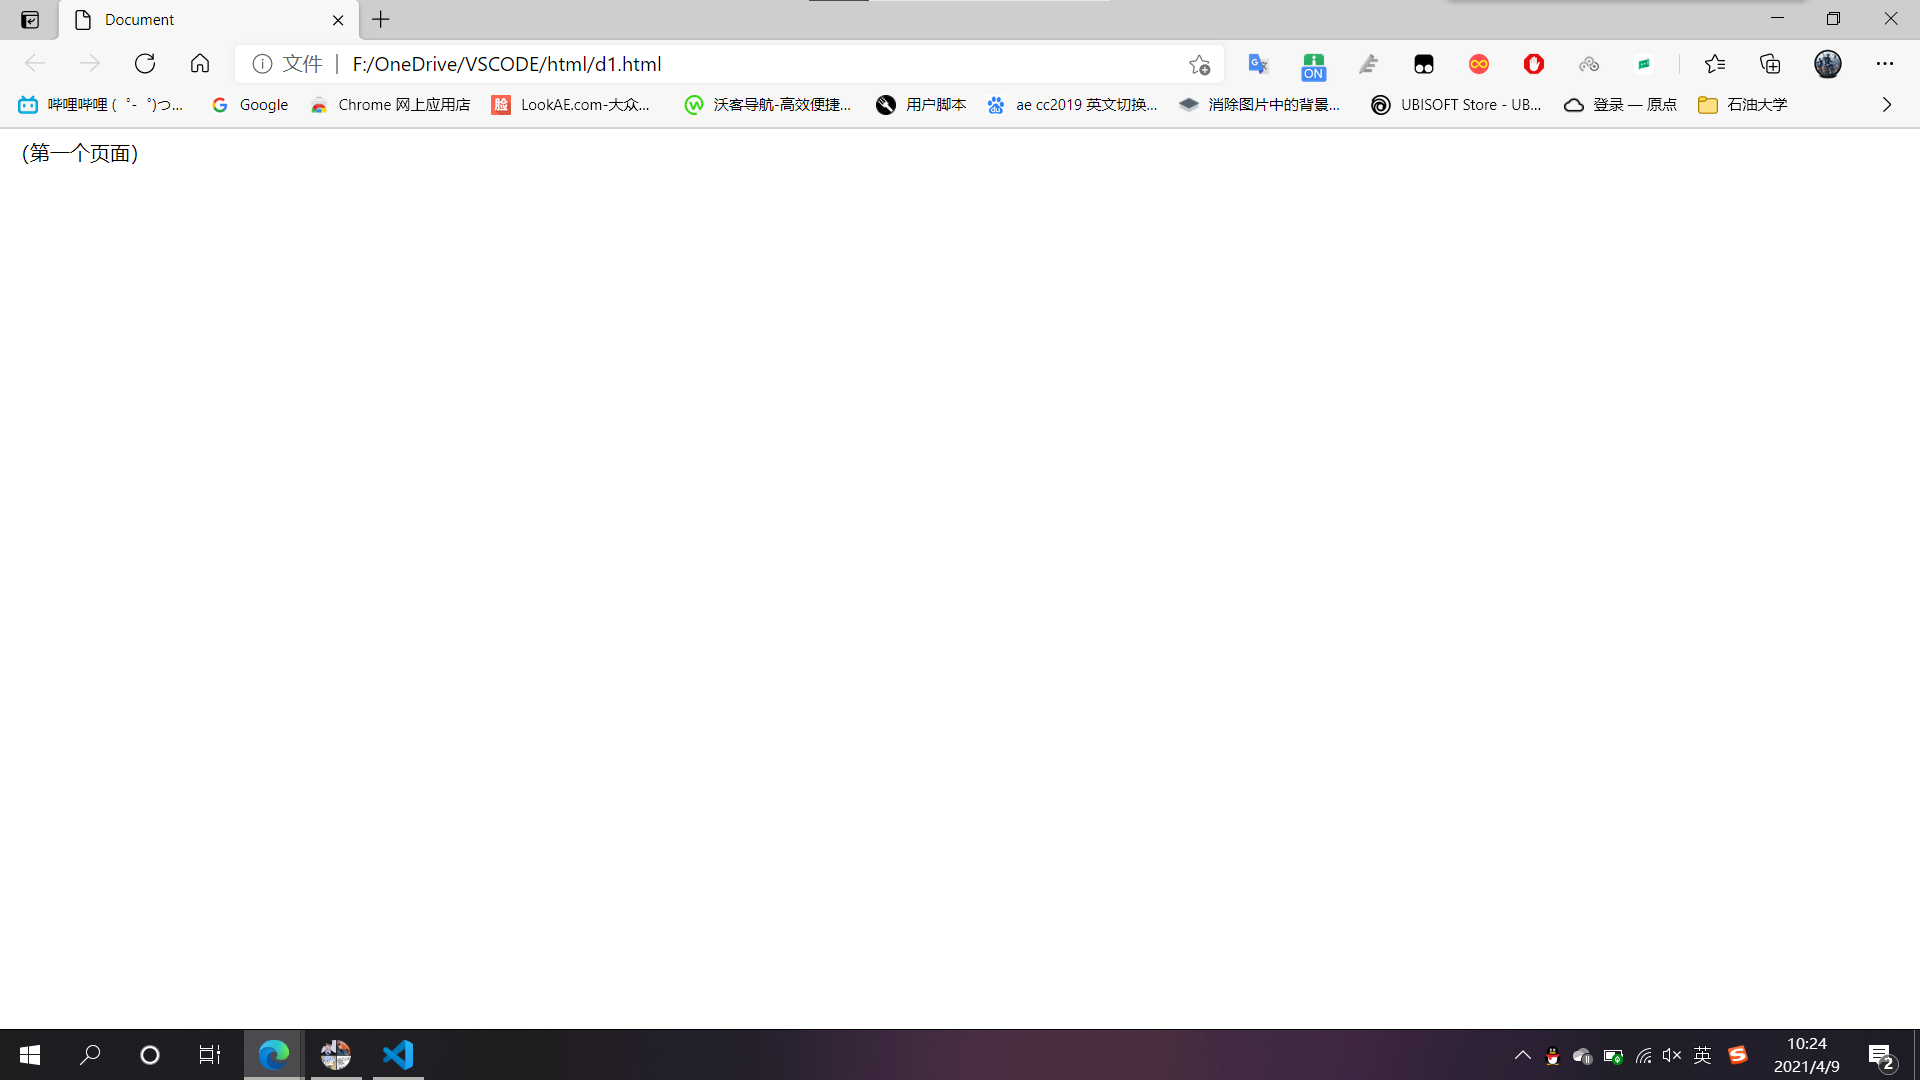 Document
文件 | F:/OneDrive/VSCODE/html/d1.html
ON
哔哩哔哩 (゜-゜)つ... Google Chrome 网上应用店 LookAE.com-大众... 沃客导航-高效便捷... 用户脚本 ae cc2019 英文切换... 消除图片中的背景... UBISOFT Store - UB... 登录 — 原点 石油大学
(第一个页面)
英
10:24
2021/4/9
2